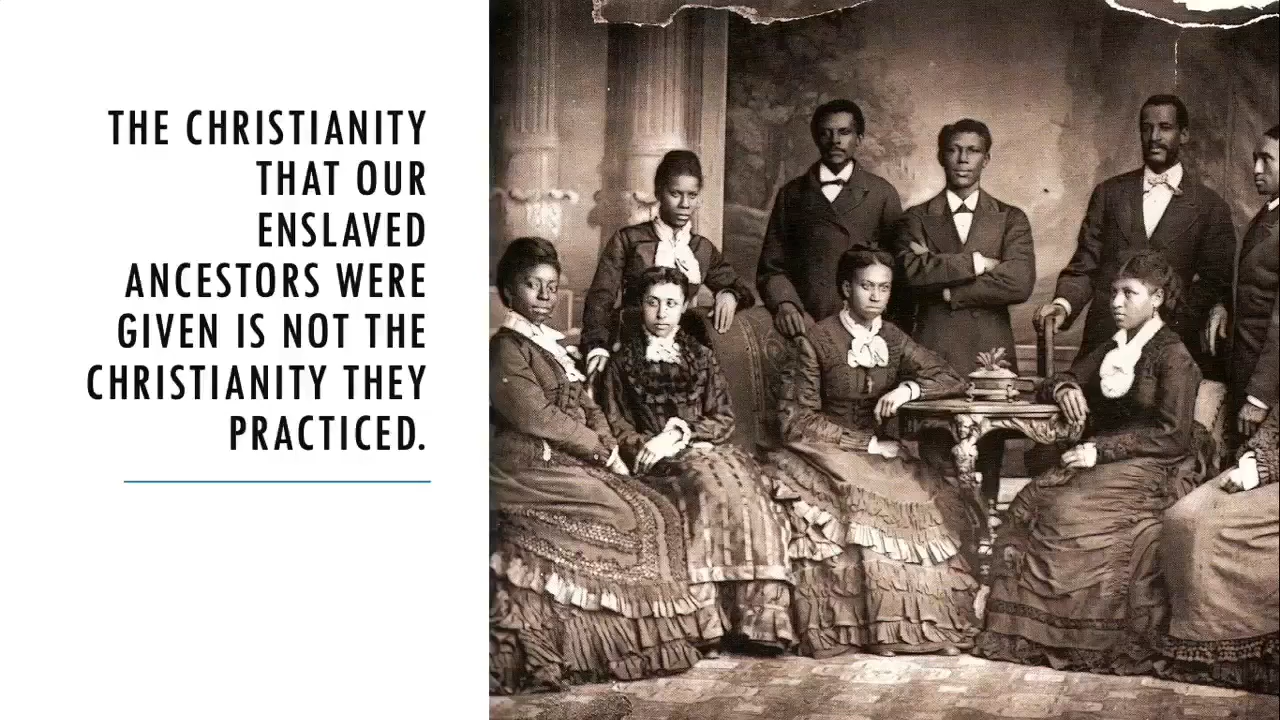 THE CHRISTIANITY
THAT OUR
ENSLAVED
ANCESTORS WERE
GIVEN IS NOT THE
CHRISTIANITY THEY
PRACTICED.